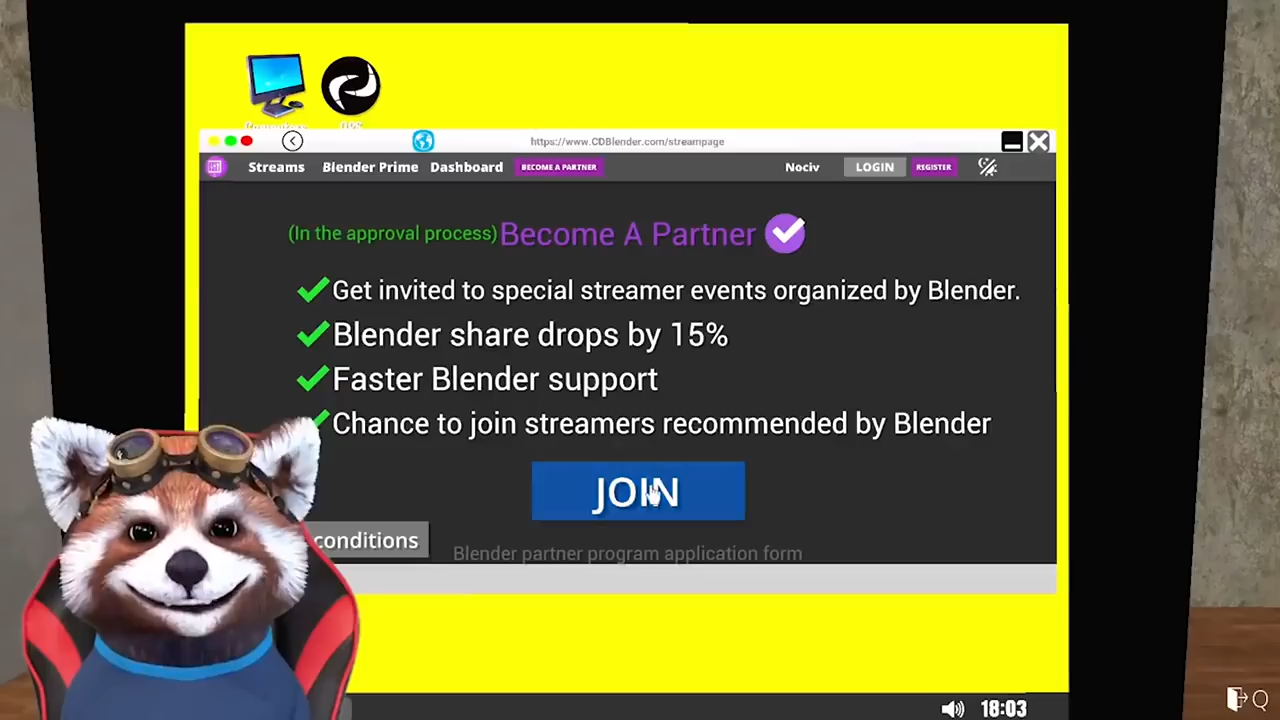 https://www.CDBlender.com/streampage
Streams Blender Prime Dashboard BECOME A PARTNER Nociv LOGIN REGISTER
(In the approval process) Become A Partner
Get invited to special streamer events organized by Blender.
Blender share drops by 15%
Faster Blender support
Chance to join streamers recommended by Blender
JOIN
conditions
Blender partner program application form
18:03
Q